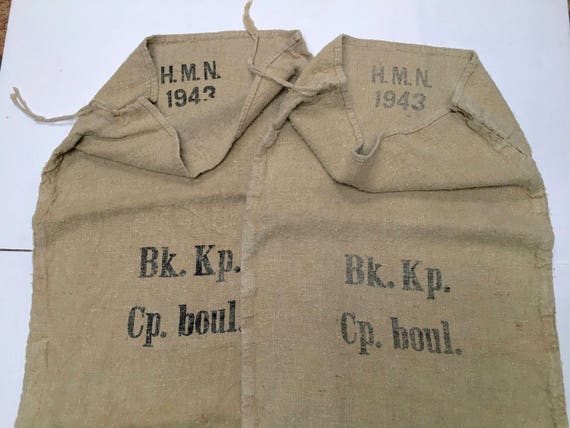 H.M.N.
1943
Bk. Kp.
Cp. boul.
H.M.N.
1943
Bk. Kp.
Cp. boul.